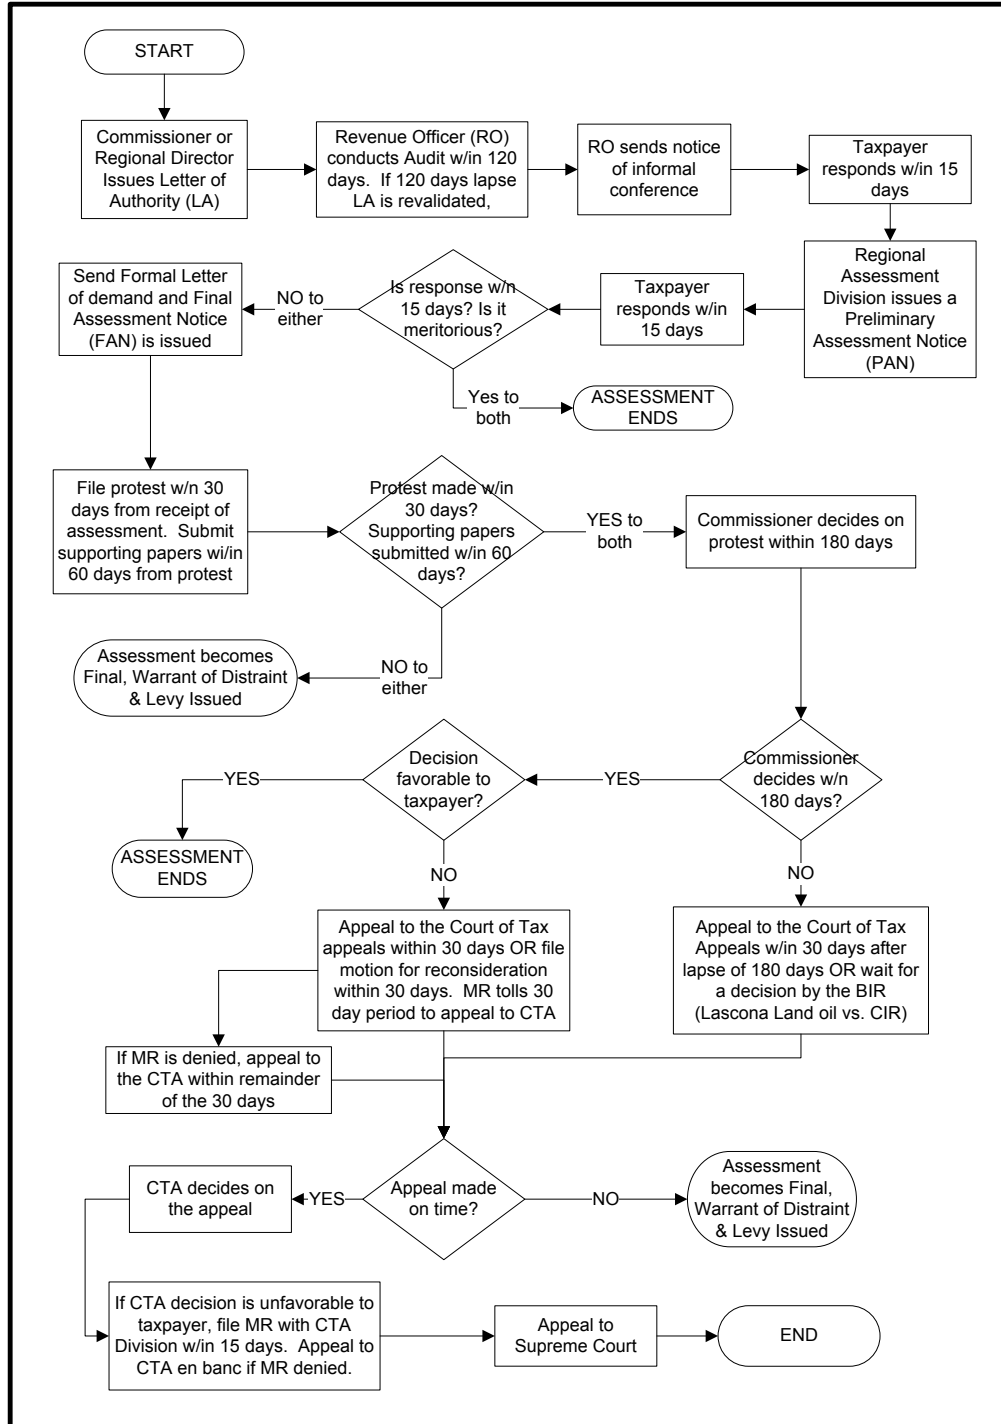 START
Commissioner or
Regional Director
Issues Letter of
Authority (LA)
Revenue Officer (RO)
conducts Audit w/in 120
days.  If 120 days lapse
LA is revalidated,
RO sends notice
of informal
conference
Taxpayer
responds w/in 15
days
Regional
Assessment
Division issues a
Preliminary
Assessment Notice
(PAN)
Taxpayer
responds w/in
15 days
Is response w/n
15 days? Is it
meritorious?
NO to
either
Send Formal Letter
of demand and Final
Assessment Notice
(FAN) is issued
Yes to
both
ASSESSMENT
ENDS
File protest w/n 30
days from receipt of
assessment.  Submit
supporting papers wi/in
60 days from protest
Protest made w/in
30 days?
Supporting papers
submitted w/in 60
days?
YES to
both
Commissioner decides on
protest within 180 days
NO to
either
Assessment becomes
Final, Warrant of Distraint
& Levy Issued
Commissioner
decides w/n
180 days?
YES
Decision
favorable to
taxpayer?
YES
ASSESSMENT
ENDS
NO
NO
Appeal to the Court of Tax
appeals within 30 days OR file
motion for reconsideration
within 30 days.  MR tolls 30
day period to appeal to CTA
Appeal to the Court of Tax
Appeals w/in 30 days after
lapse of 180 days OR wait for
a decision by the BIR
(Lascona Land oil vs. CIR)
If MR is denied, appeal to
the CTA within remainder
of the 30 days
Appeal made
on time?
YES
CTA decides on
the appeal
NO
Assessment
becomes Final,
Warrant of Distraint
& Levy Issued
If CTA decision is unfavorable to
taxpayer, file MR with CTA
Division w/in 15 days.  Appeal to
CTA en banc if MR denied.
Appeal to
Supreme Court
END